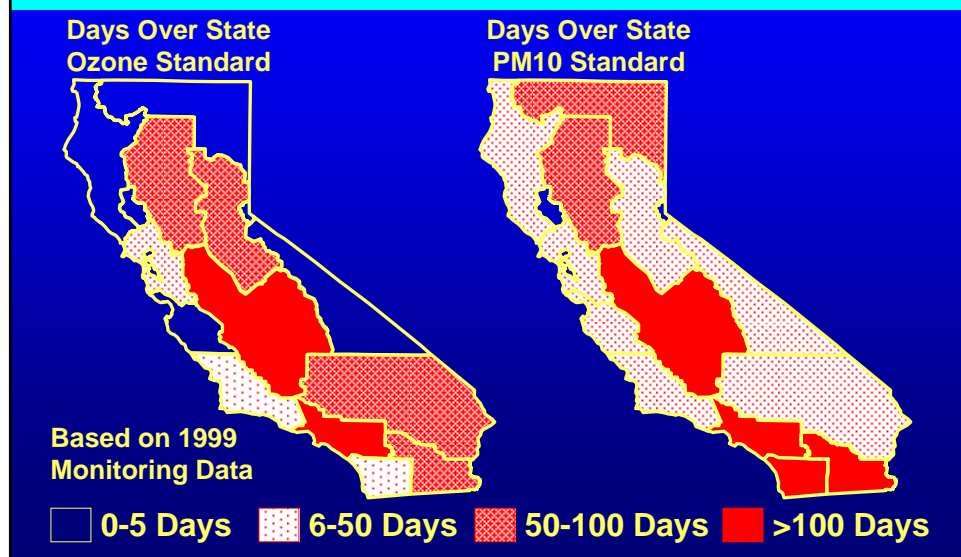 Days Over State
Ozone Standard
Days Over State
PM10 Standard
Based on 1999
Monitoring Data
0-5 Days
6-50 Days
50-100 Days
>100 Days